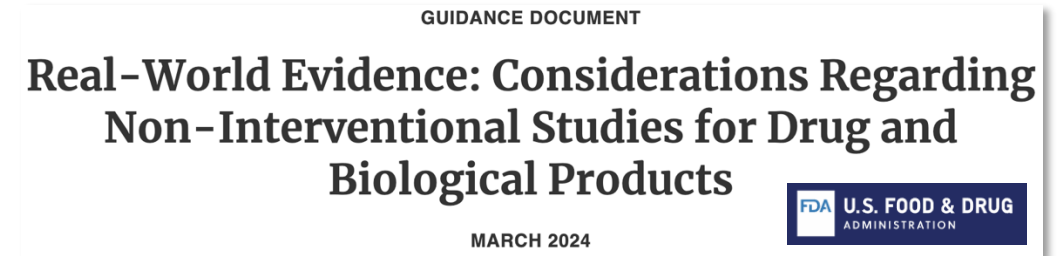 GUIDANCE DOCUMENT
Real-World Evidence: Considerations Regarding
Non-Interventional Studies for Drug and
Biological Products
FDA U.S. FOOD & DRUG
ADMINISTRATION
MARCH 2024